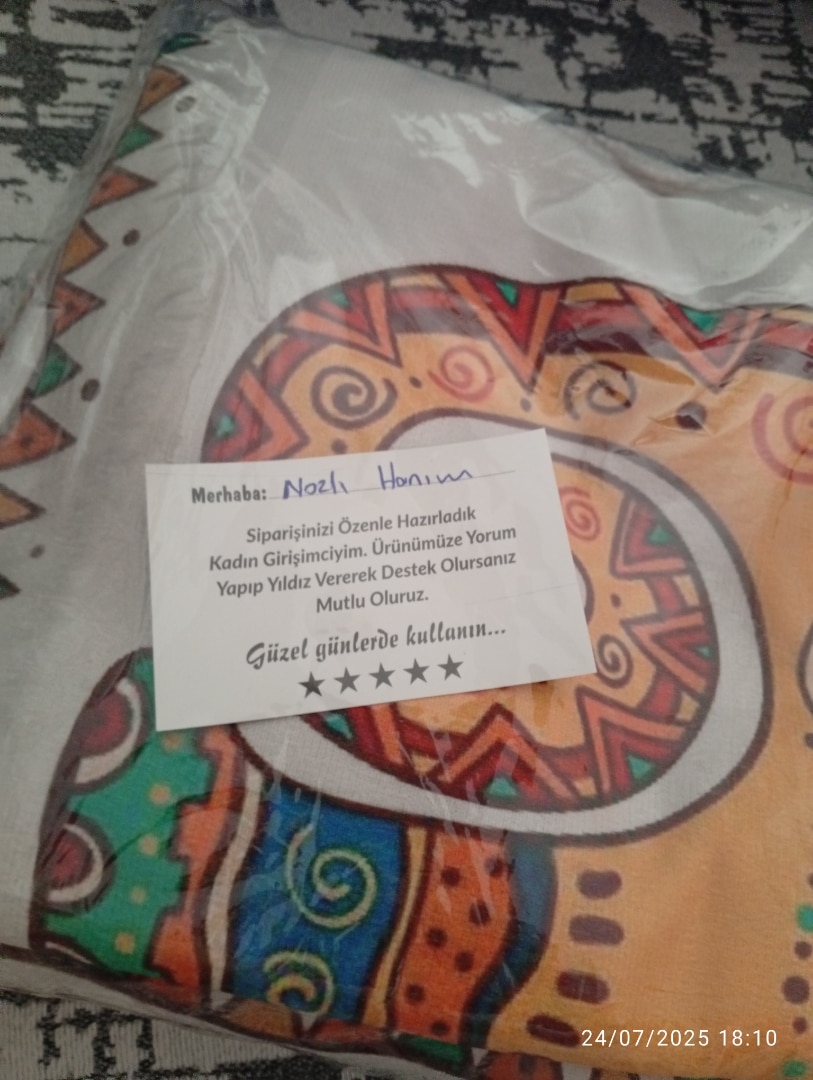 Merhaba: Nazlı Hanım
Siparişinizi Özenle Hazırladık
Kadın Girişimciyim. Ürünümüze Yorum
Yapıp Yıldız Vererek Destek Olursanız
Mutlu Oluruz.
Güzel günlerde kullanın...
24/07/2025 18:10